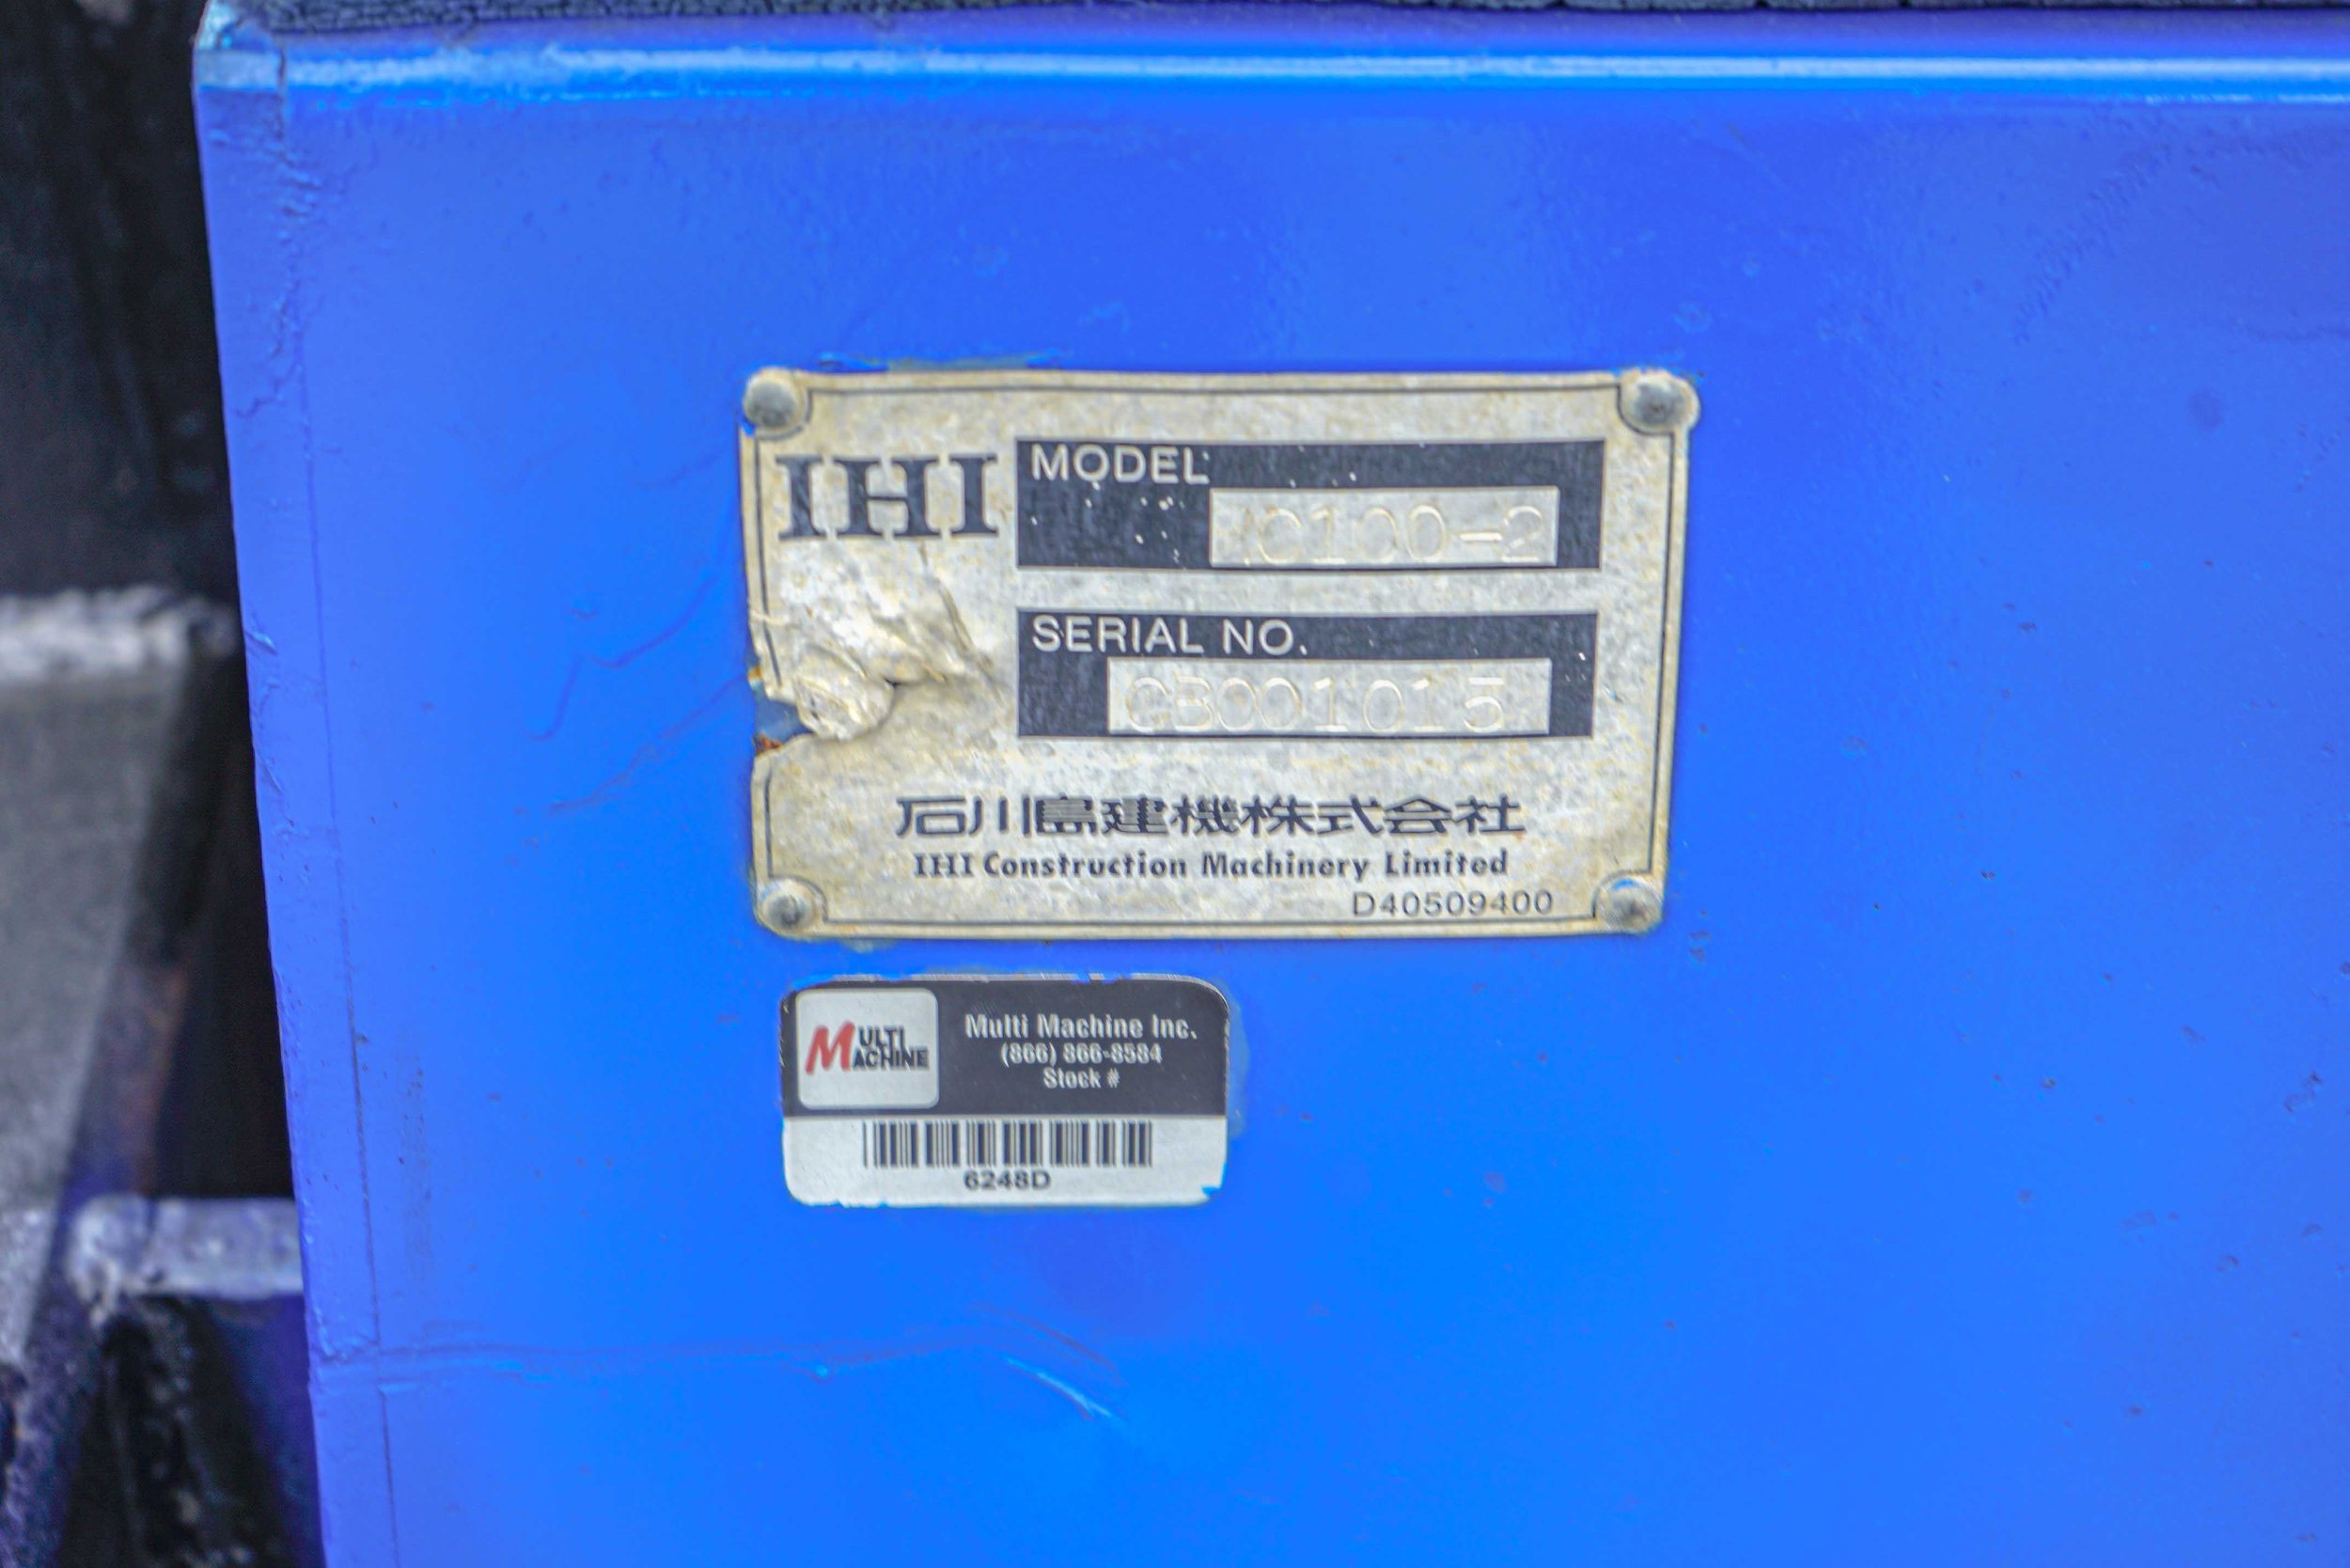 IHI
MODEL
IC100-2
SERIAL NO.
CB001015
石川島建機株式会社
IHI Construction Machinery Limited
D40509400
MULTI MACHINE
Multi Machine Inc.
(866) 866-8584
Stock #
6248D